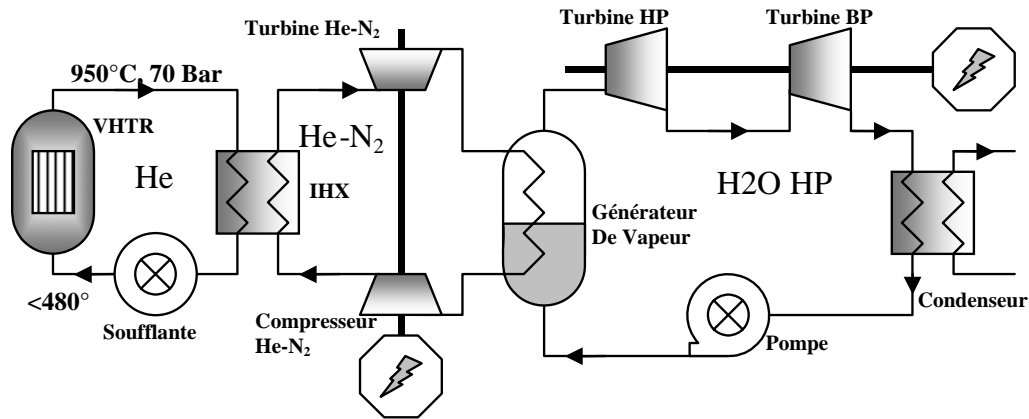 Turbine HP
Turbine BP
Turbine He-N₂
950°C, 70 Bar
VHTR
He
He-N₂
IHX
H2O HP
Générateur
De Vapeur
<480°
Soufflante
Compresseur
He-N₂
Pompe
Condenseur